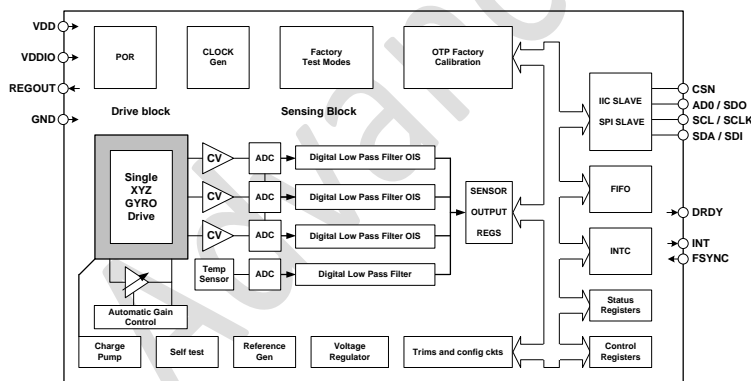 VDD
VDDIO
REGOUT
GND
POR
CLOCK
Gen
Factory
Test Modes
OTP Factory
Calibration
Drive block
Sensing Block
Single
XYZ
GYRO
Drive
CV
ADC
Digital Low Pass Filter OIS
CV
ADC
Digital Low Pass Filter OIS
CV
ADC
Digital Low Pass Filter OIS
Temp
Sensor
ADC
Digital Low Pass Filter
Automatic Gain
Control
SENSOR
OUTPUT
REGS
Charge
Pump
Self test
Reference
Gen
Voltage
Regulator
Trims and config ckts
IIC SLAVE
SPI SLAVE
FIFO
INTC
Status
Registers
Control
Registers
CSN
AD0 / SDO
SCL / SCLK
SDA / SDI
DRDY
INT
FSYNC
Advanc